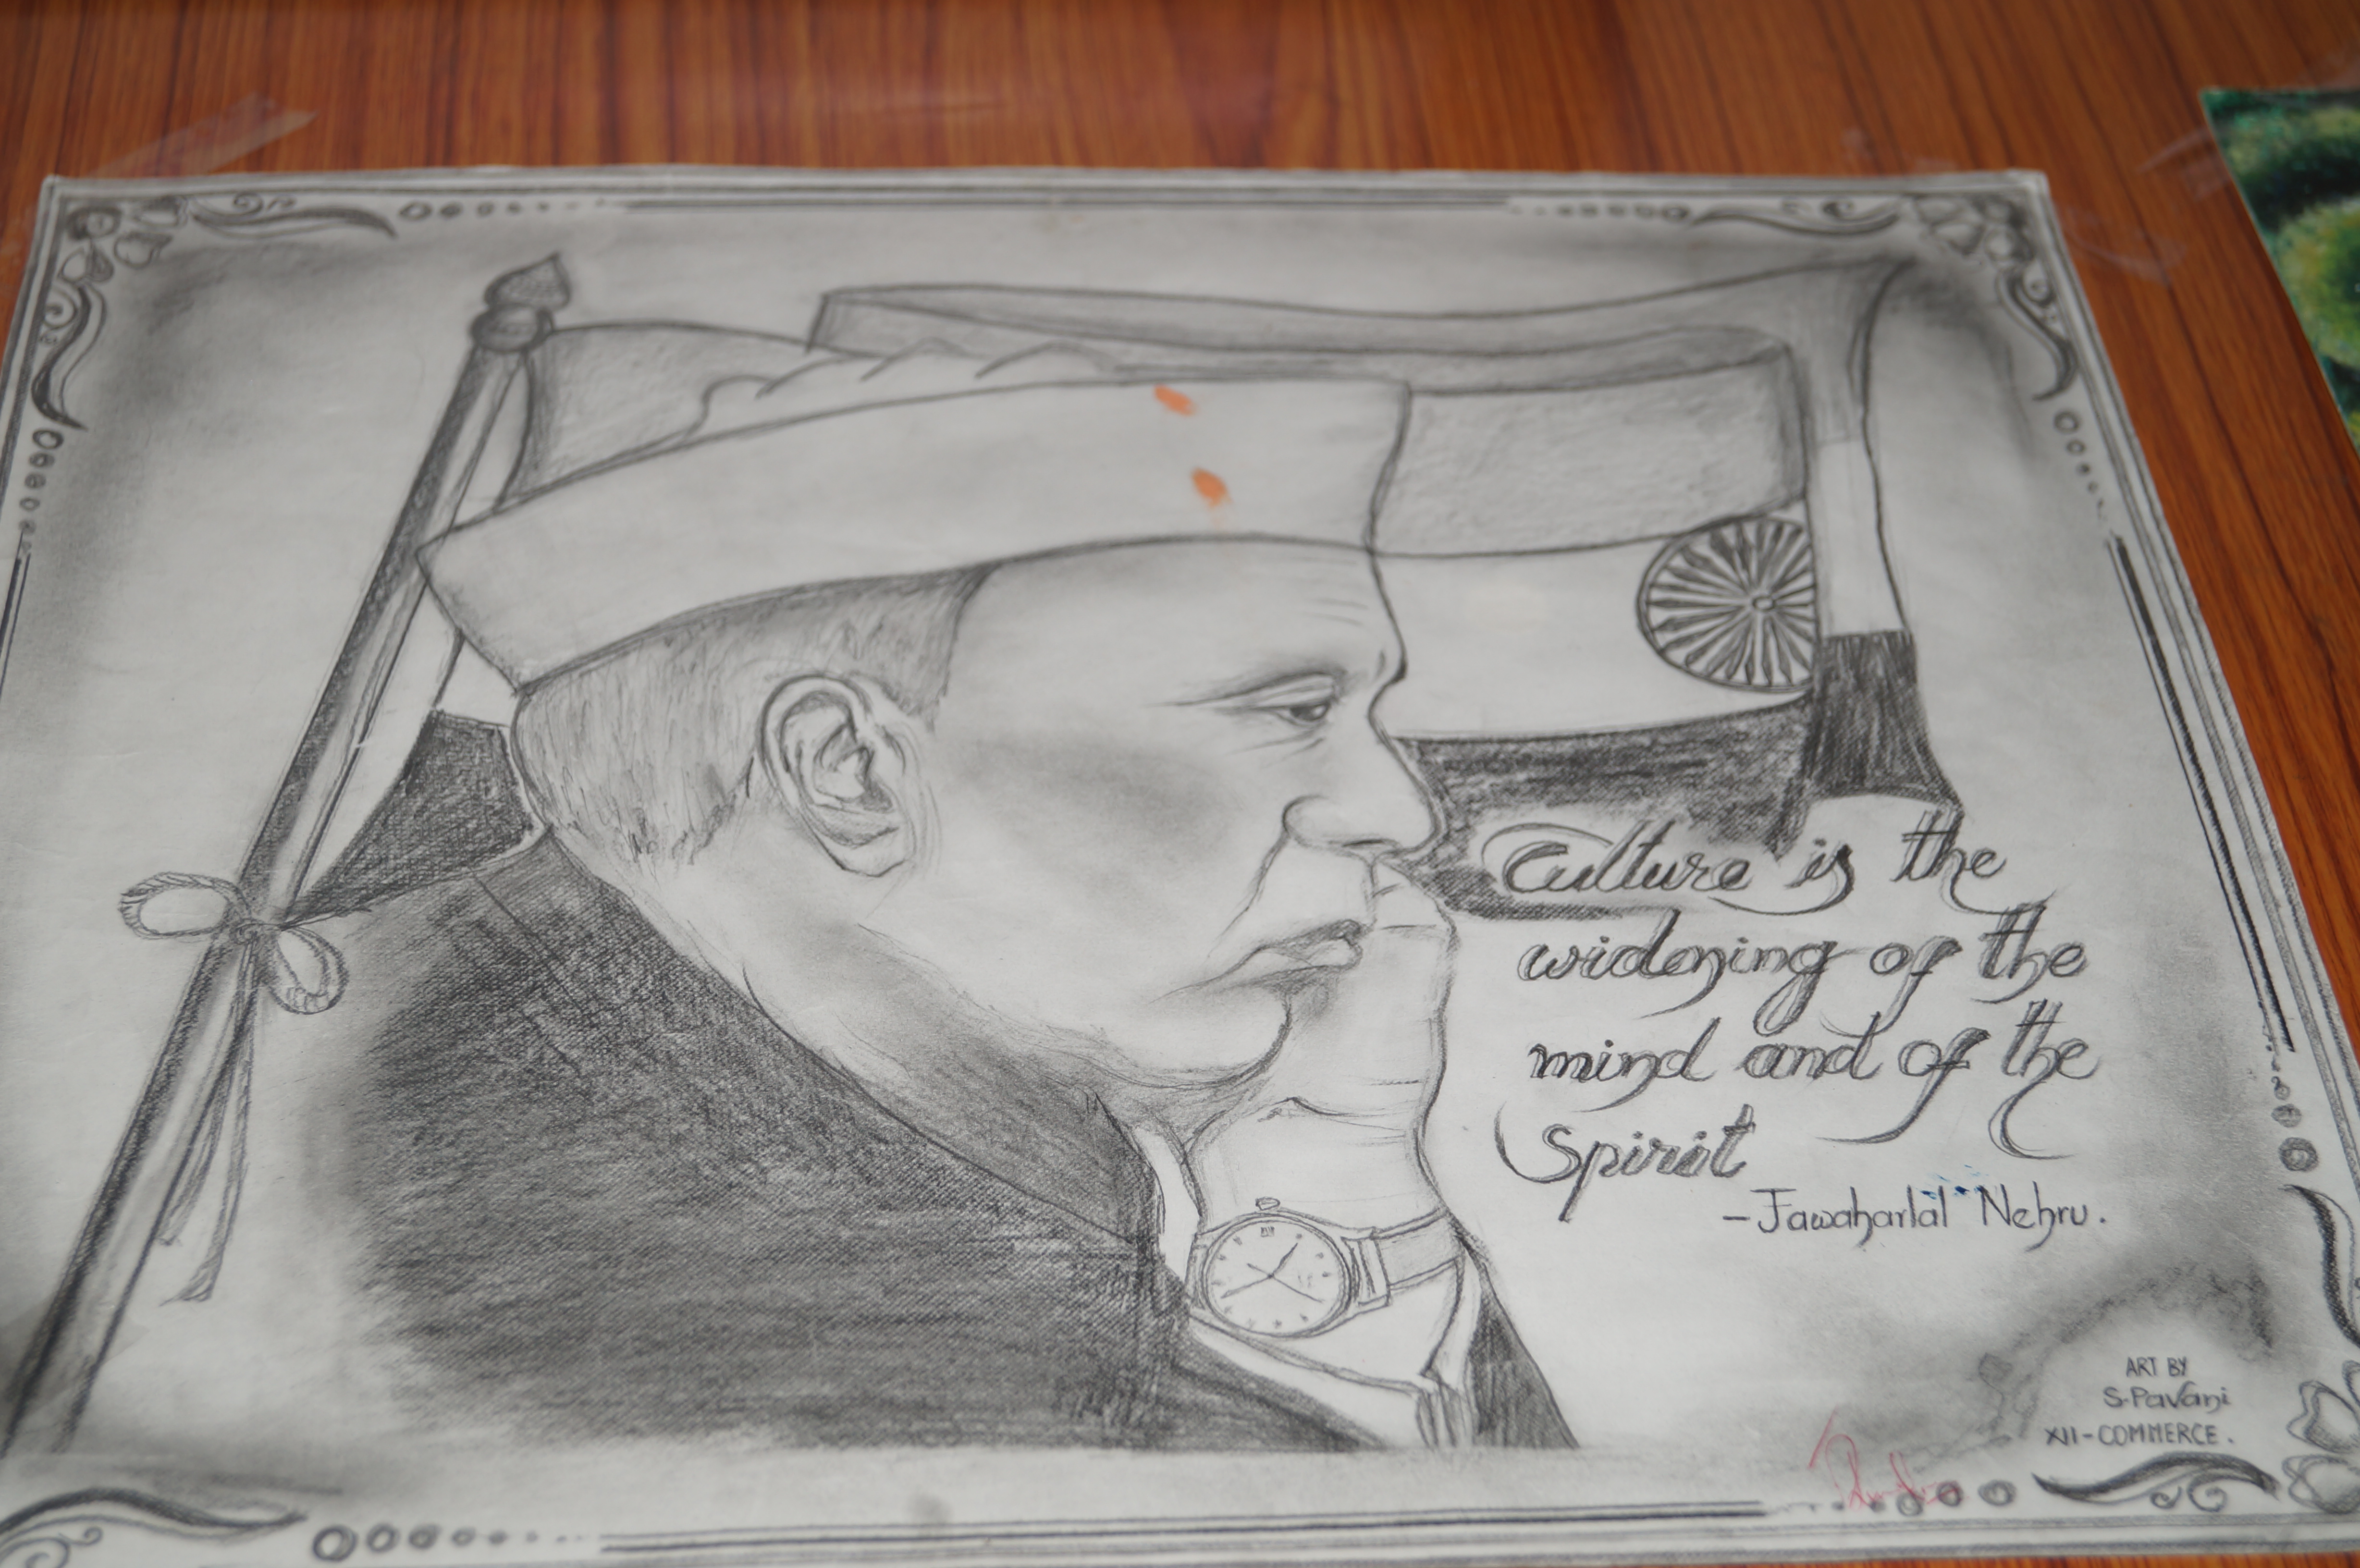 Culture is the
widening of the
mind and of the
spirit
- Jawaharlal Nehru.
ART BY
S.Pavani
XII-COMMERCE.